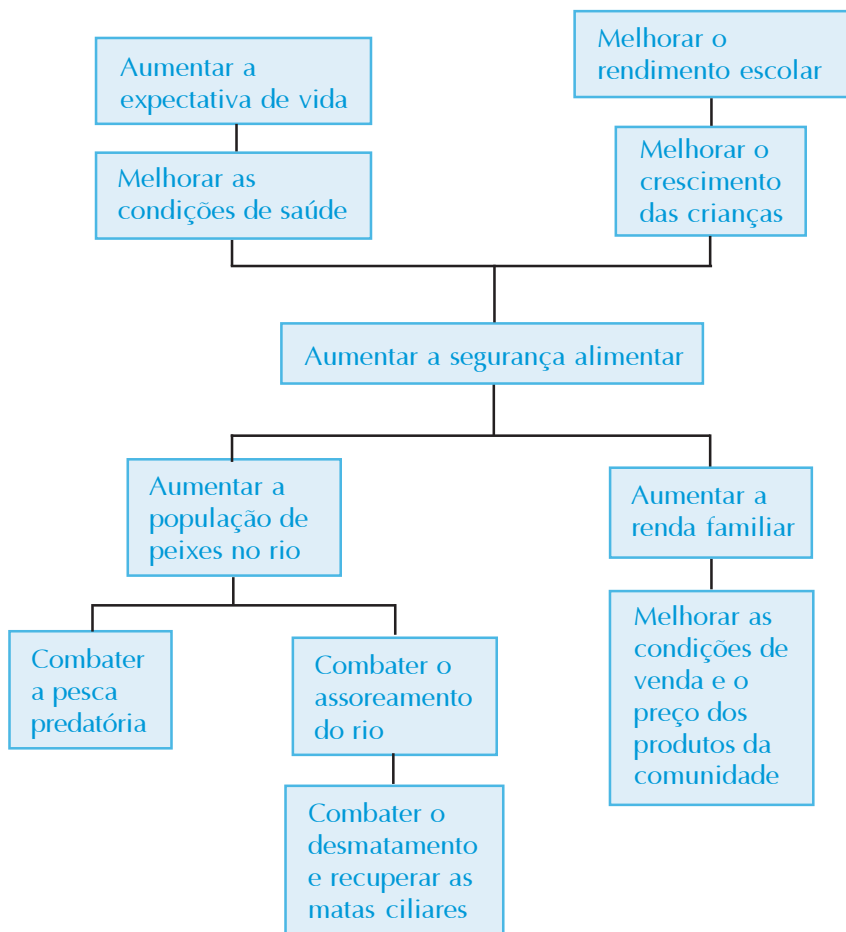 Aumentar a
expectativa de vida
Melhorar o
rendimento escolar
Melhorar as
condições de saúde
Melhorar o
crescimento
das crianças
Aumentar a segurança alimentar
Aumentar a
população de
peixes no rio
Aumentar a
renda familiar
Combater
a pesca
predatória
Combater o
assoreamento
do rio
Melhorar as
condições de
venda e o
preço dos
produtos da
comunidade
Combater o
desmatamento
e recuperar as
matas ciliares